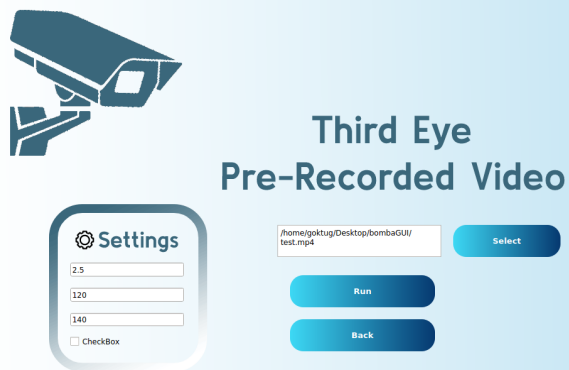 Third Eye
Pre-Recorded Video
Settings
2.5
120
140
CheckBox
/home/goktug/Desktop/bombaGUI/
test.mp4
Select
Run
Back